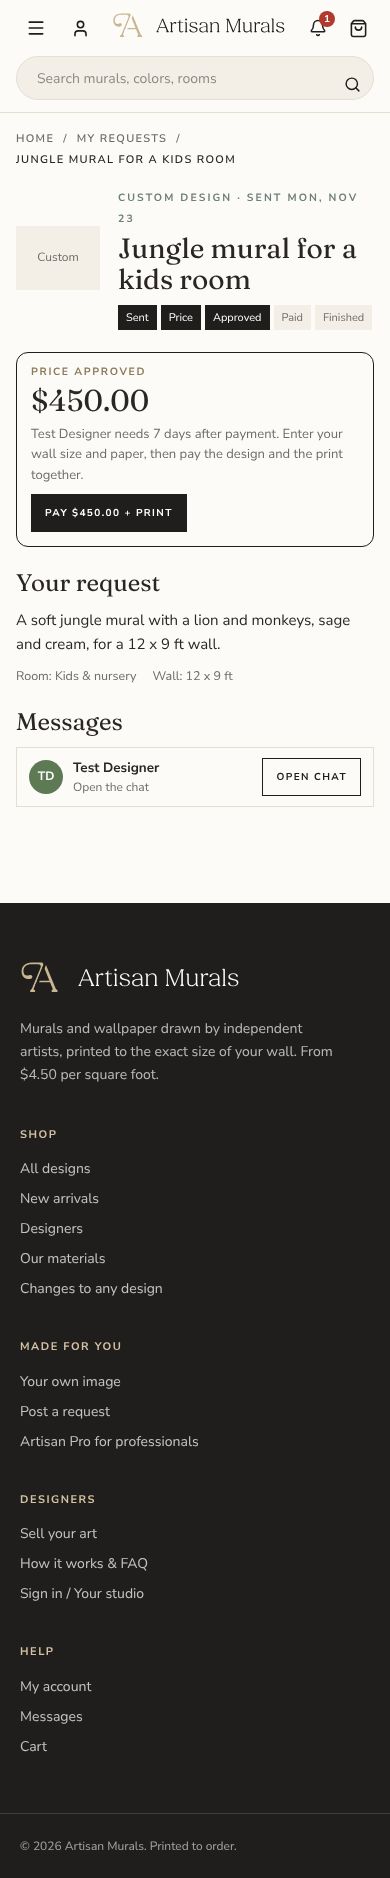 Artisan Murals
1
Search murals, colors, rooms
HOME / MY REQUESTS /
JUNGLE MURAL FOR A KIDS ROOM
CUSTOM DESIGN · SENT MON, NOV
23
Custom
Jungle mural for a
kids room
Sent Price Approved Paid Finished
PRICE APPROVED
$450.00
Test Designer needs 7 days after payment. Enter your
wall size and paper, then pay the design and the print
together.
PAY $450.00 + PRINT
Your request
A soft jungle mural with a lion and monkeys, sage
and cream, for a 12 x 9 ft wall.
Room: Kids & nursery Wall: 12 x 9 ft
Messages
TD
Test Designer
Open the chat
OPEN CHAT
Artisan Murals
Murals and wallpaper drawn by independent
artists, printed to the exact size of your wall. From
$4.50 per square foot.
SHOP
All designs
New arrivals
Designers
Our materials
Changes to any design
MADE FOR YOU
Your own image
Post a request
Artisan Pro for professionals
DESIGNERS
Sell your art
How it works & FAQ
Sign in / Your studio
HELP
My account
Messages
Cart
© 2026 Artisan Murals. Printed to order.